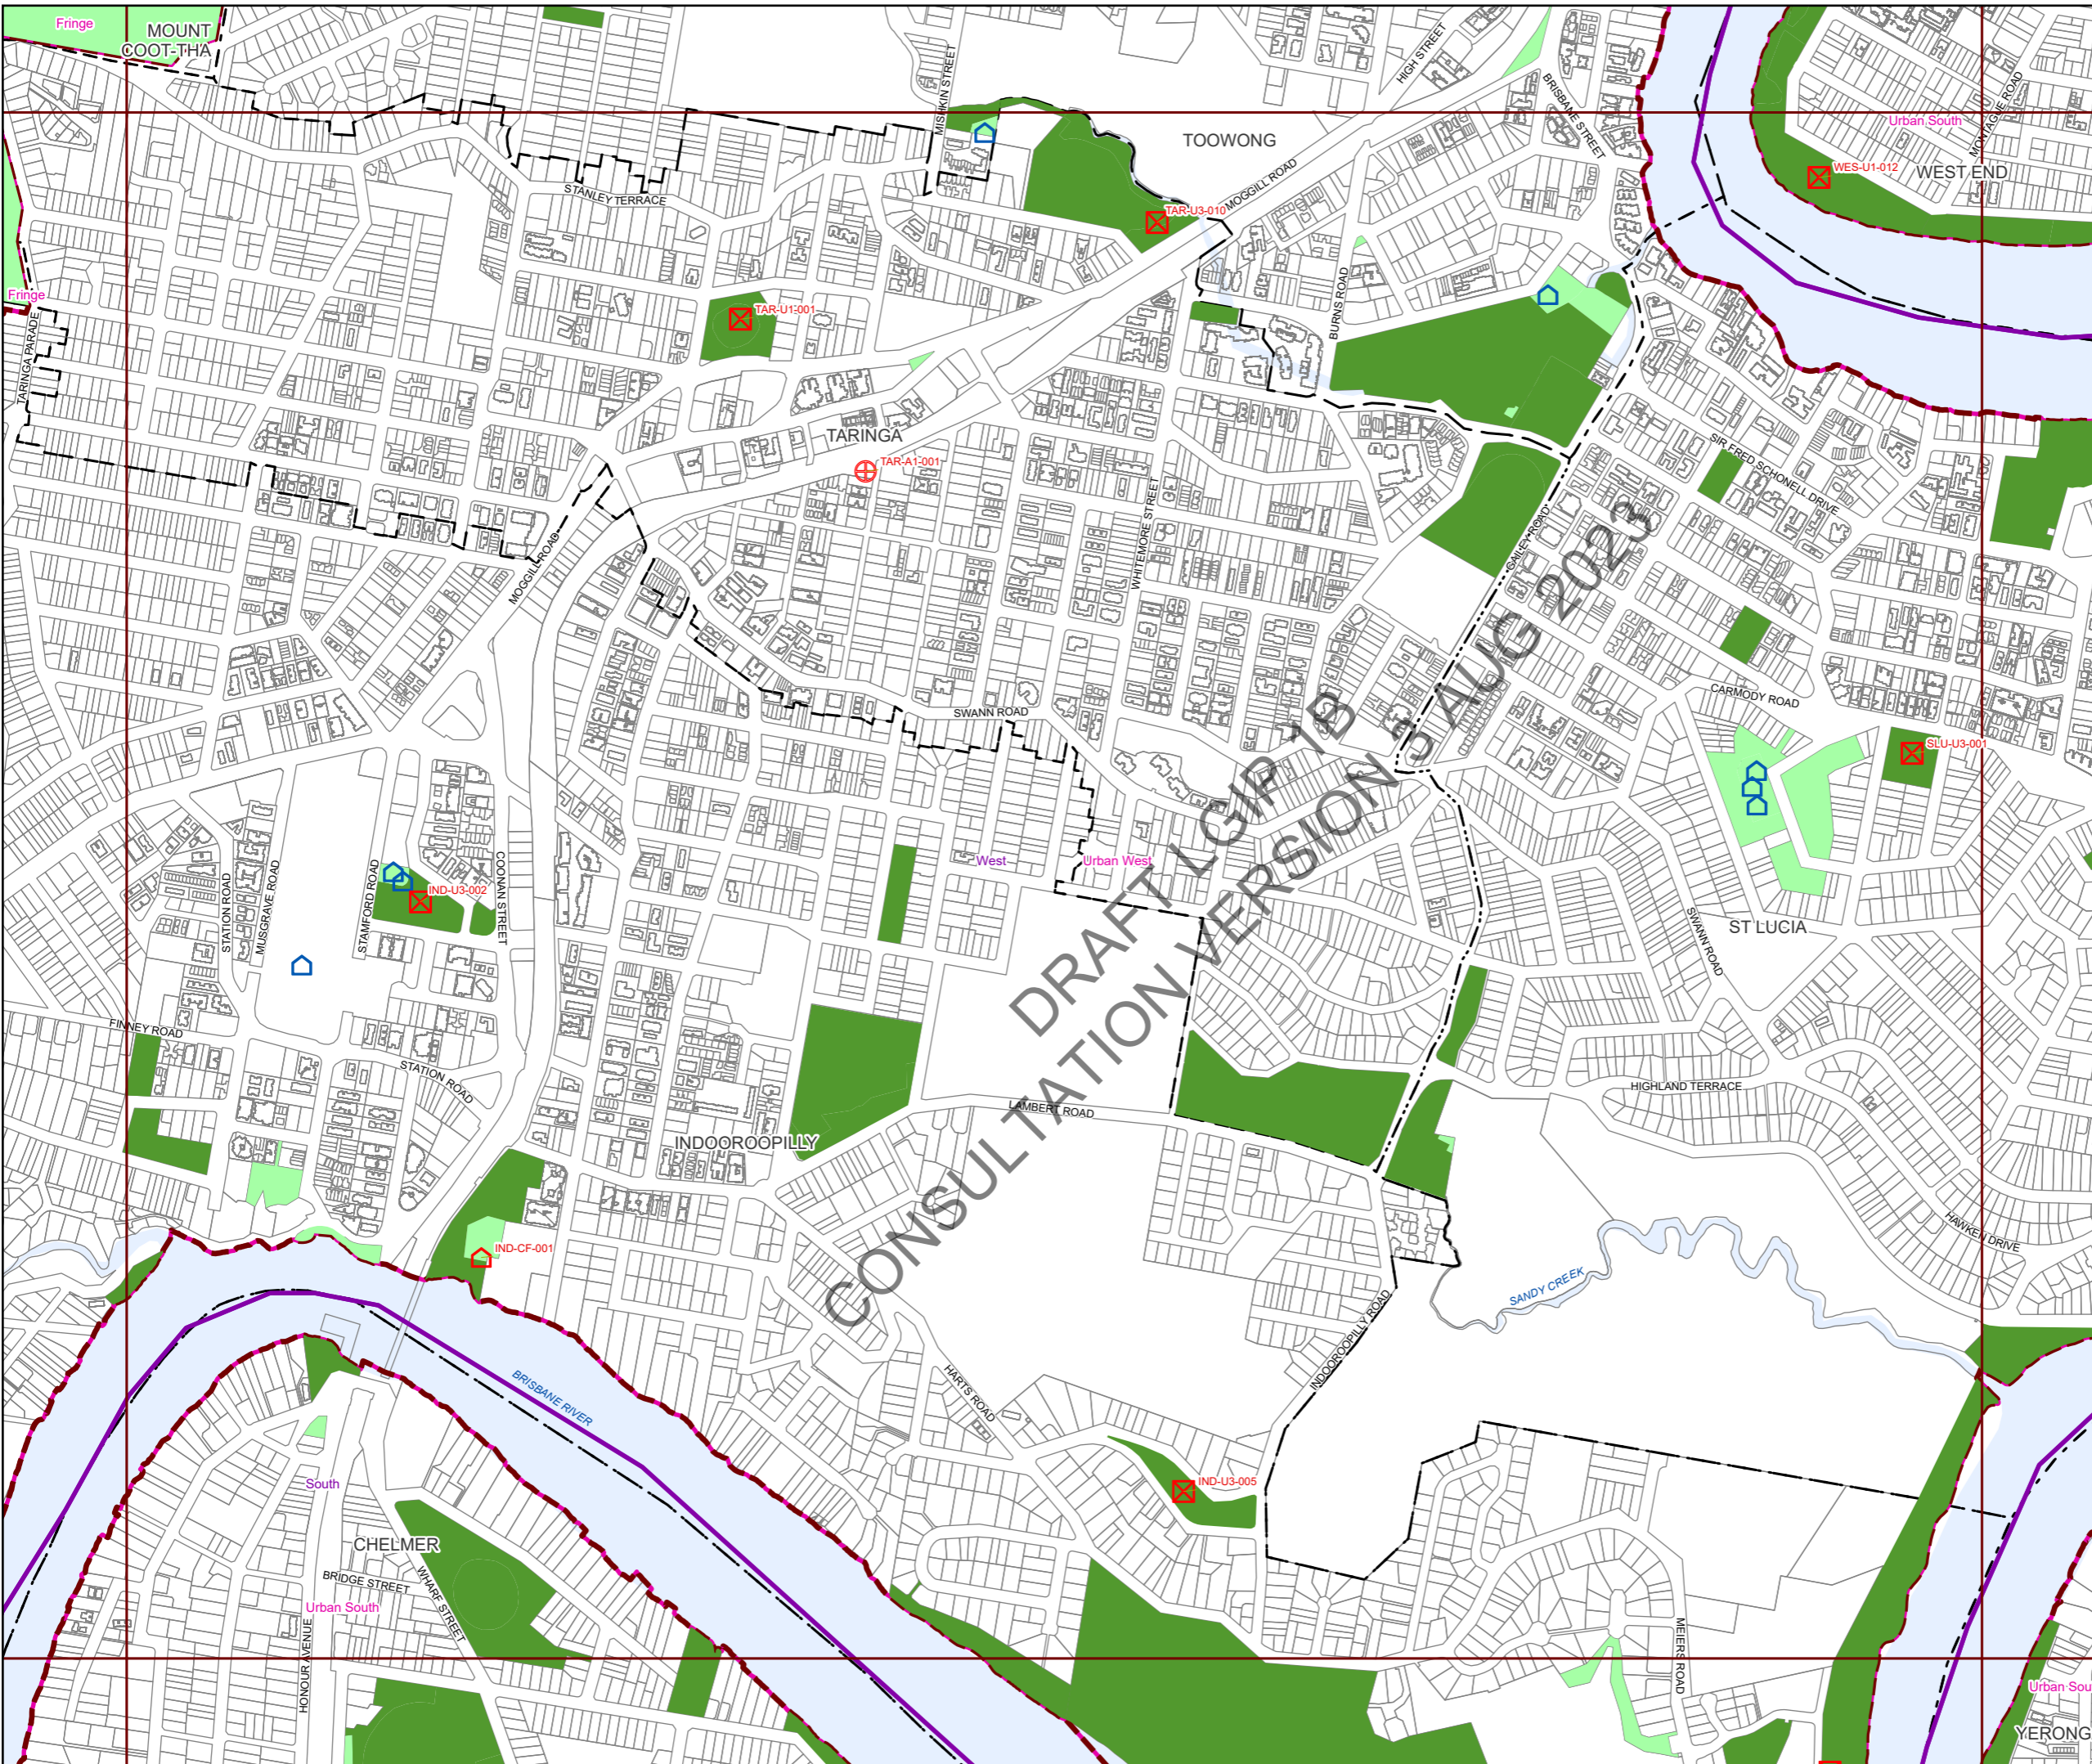 Fringe
MOUNT
COOT-THA
MISHKIN STREET
HIGH STREET
BRISBANE STREET
MONTAGUE ROAD
Urban South
TOOWONG
WES-U1-012
WEST END
STANLEY TERRACE
MOGGILL ROAD
TAR-U3-010
Fringe
TARINGA PARADE
TAR-U1-001
BURNS ROAD
TARINGA
TAR-A1-001
SIR FRED SCHONELL DRIVE
WHITEMORE STREET
GAILEY ROAD
MOGGILL ROAD
CARMODY ROAD
SWANN ROAD
SLU-U3-001
West
Urban West
STATION ROAD
MUSGRAVE ROAD
STAMFORD ROAD
IND-U3-002
COONAN STREET
ST LUCIA
SWANN ROAD
DRAFT LGIP 1B
CONSULTATION VERSION 3 AUG 2023
FINNEY ROAD
STATION ROAD
HIGHLAND TERRACE
LAMBERT ROAD
INDOOROOPILLY
HAWKEN DRIVE
IND-CF-001
SANDY CREEK
INDOOROOPILLY ROAD
BRISBANE RIVER
HARTS ROAD
South
IND-U3-005
CHELMER
BRIDGE STREET
WHARF STREET
Urban South
HONOUR AVENUE
MEIERS ROAD
Urban Sou
YERONG